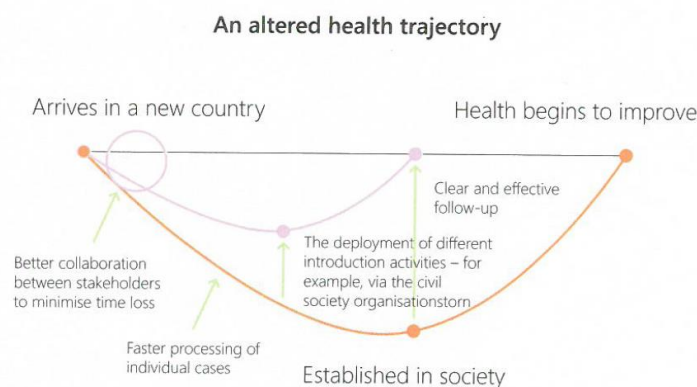 An altered health trajectory
Arrives in a new country
Health begins to improve
Clear and effective
follow-up
The deployment of different
introduction activities – for
example, via the civil
society organisationstorn
Better collaboration
between stakeholders
to minimise time loss
Faster processing of
individual cases
Established in society